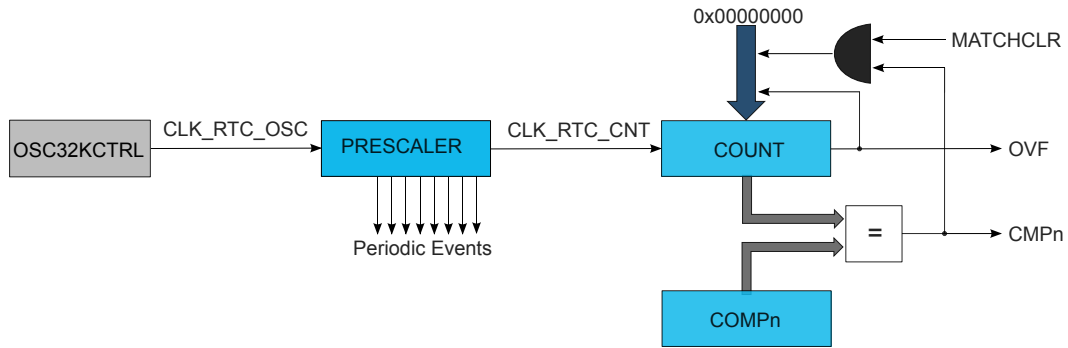 0x00000000
MATCHCLR
OSC32KCTRL
CLK_RTC_OSC
PRESCALER
CLK_RTC_CNT
COUNT
OVF
Periodic Events
=
CMPn
COMPn